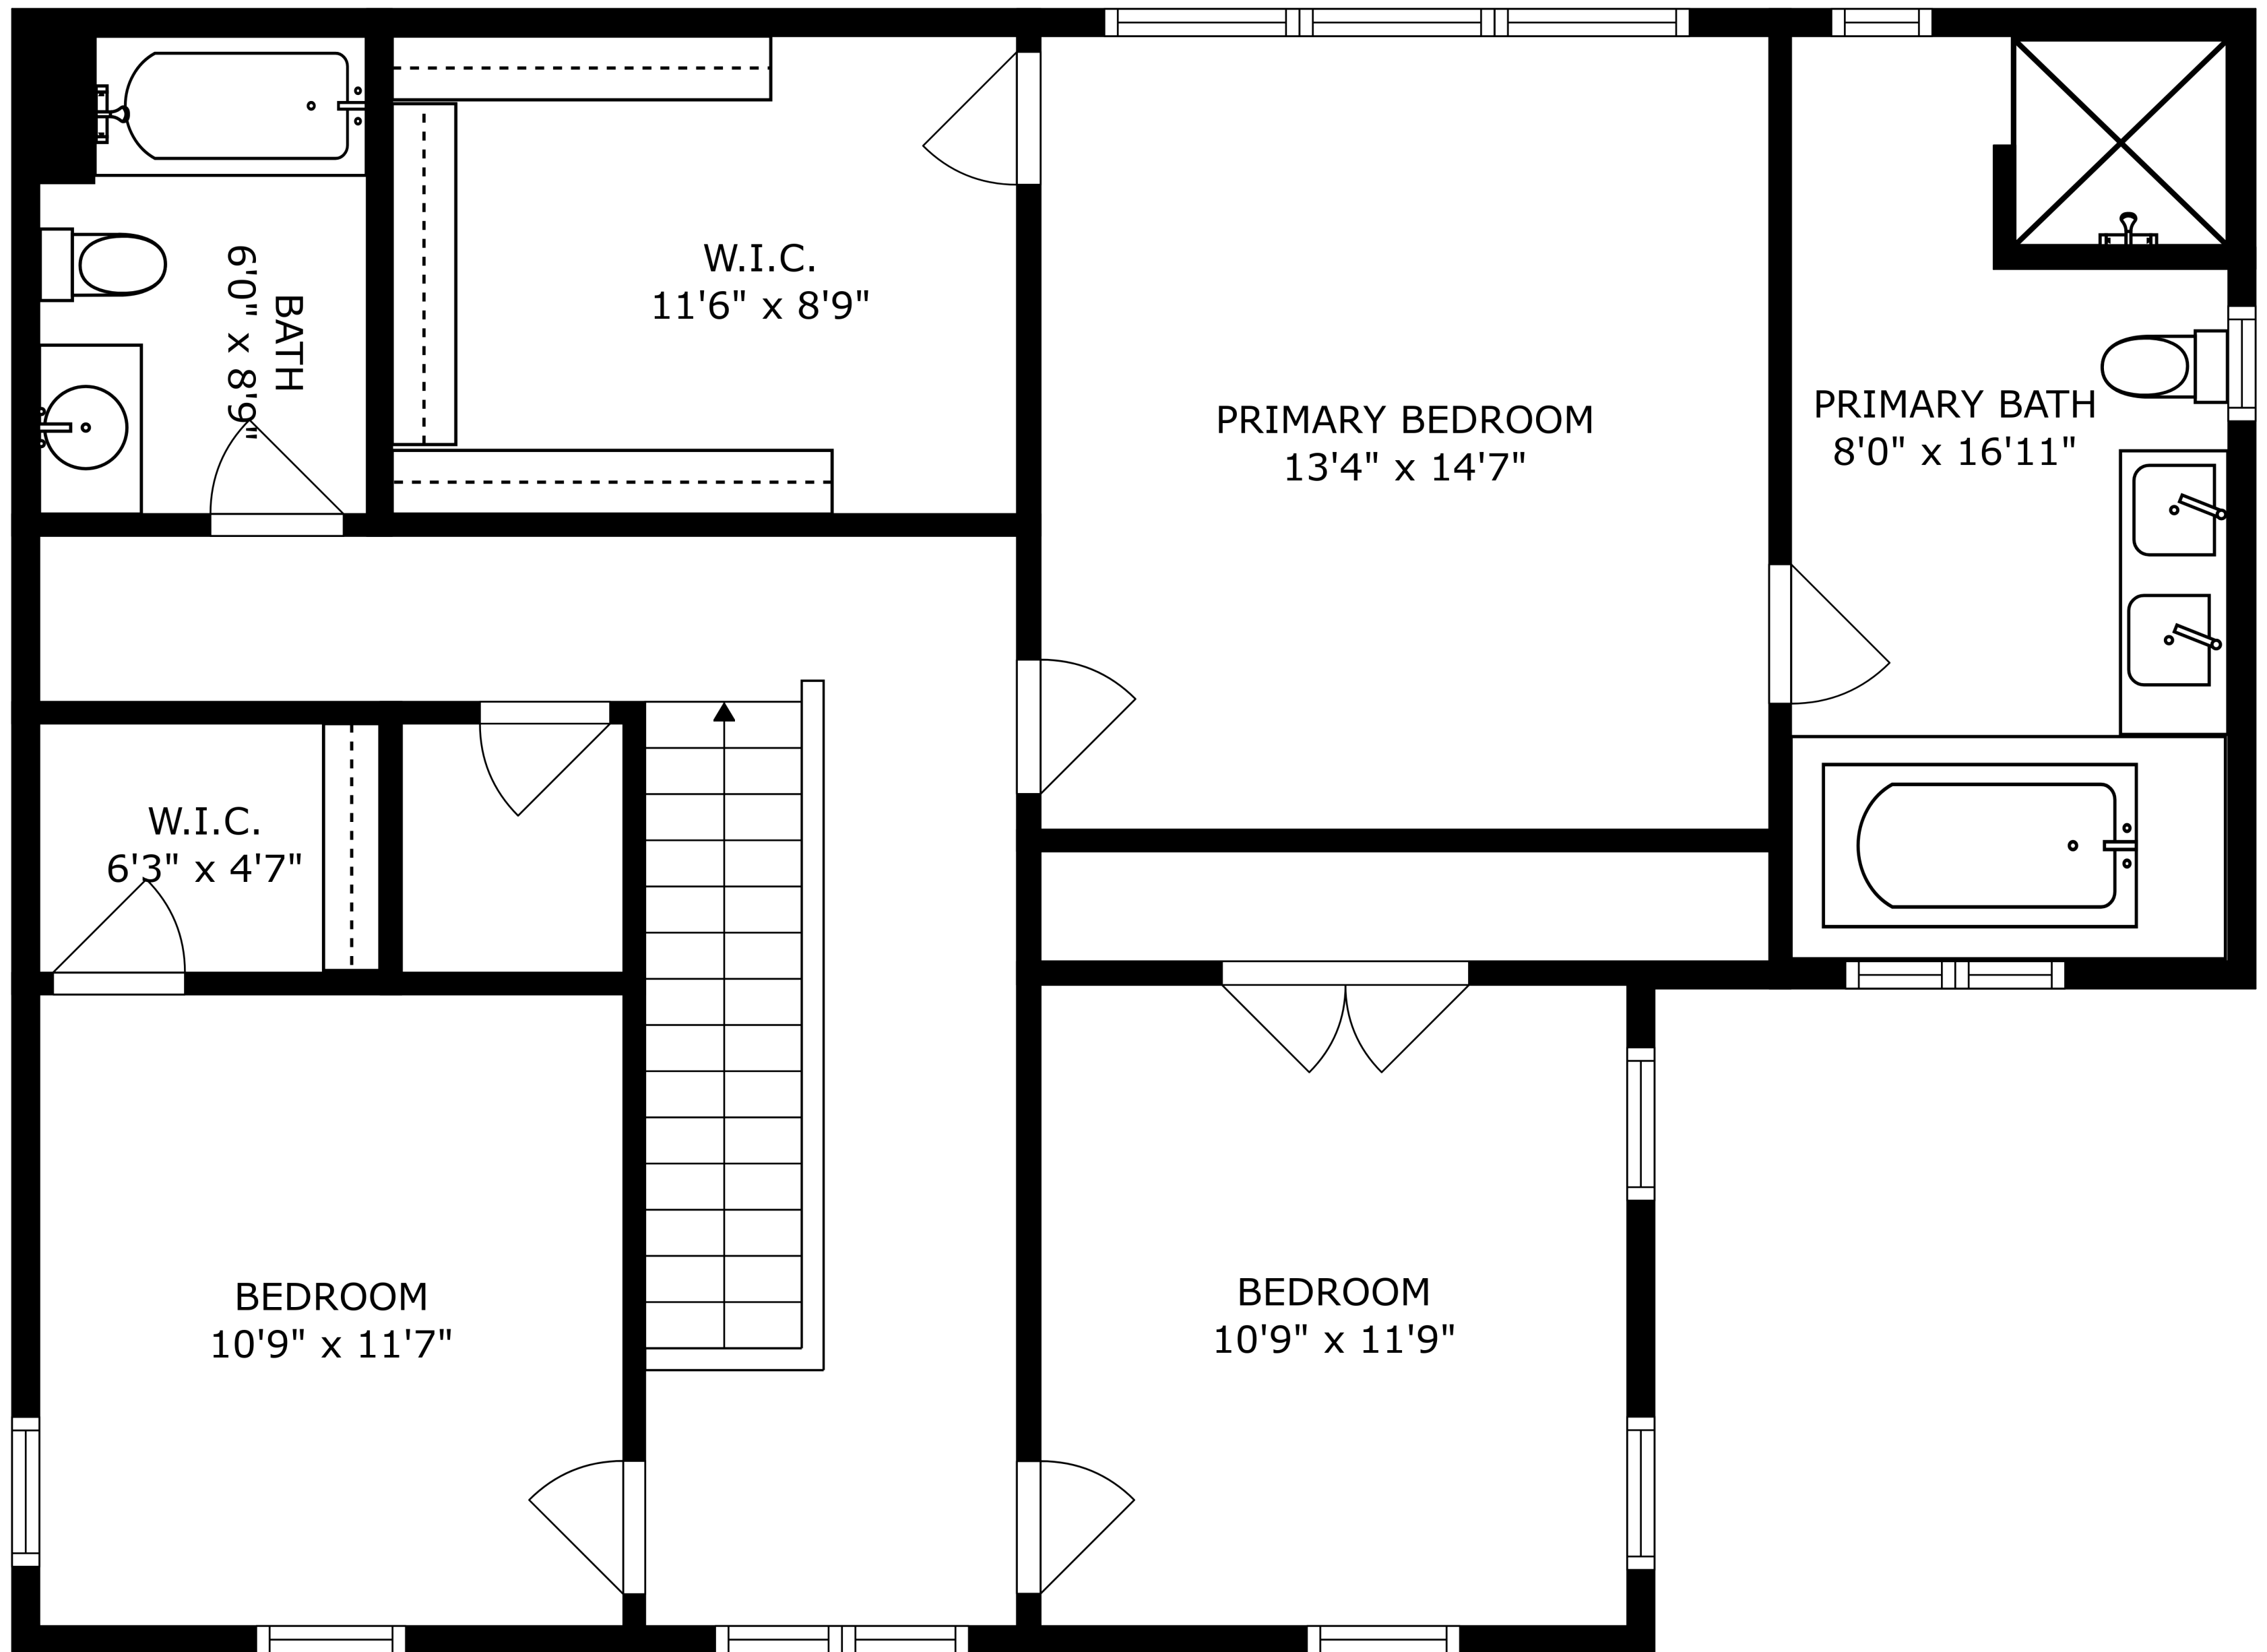 BATH
6'0" x 8'9"
W.I.C.
11'6" x 8'9"
PRIMARY BEDROOM
13'4" x 14'7"
PRIMARY BATH
8'0" x 16'11"
W.I.C.
6'3" x 4'7"
BEDROOM
10'9" x 11'7"
BEDROOM
10'9" x 11'9"